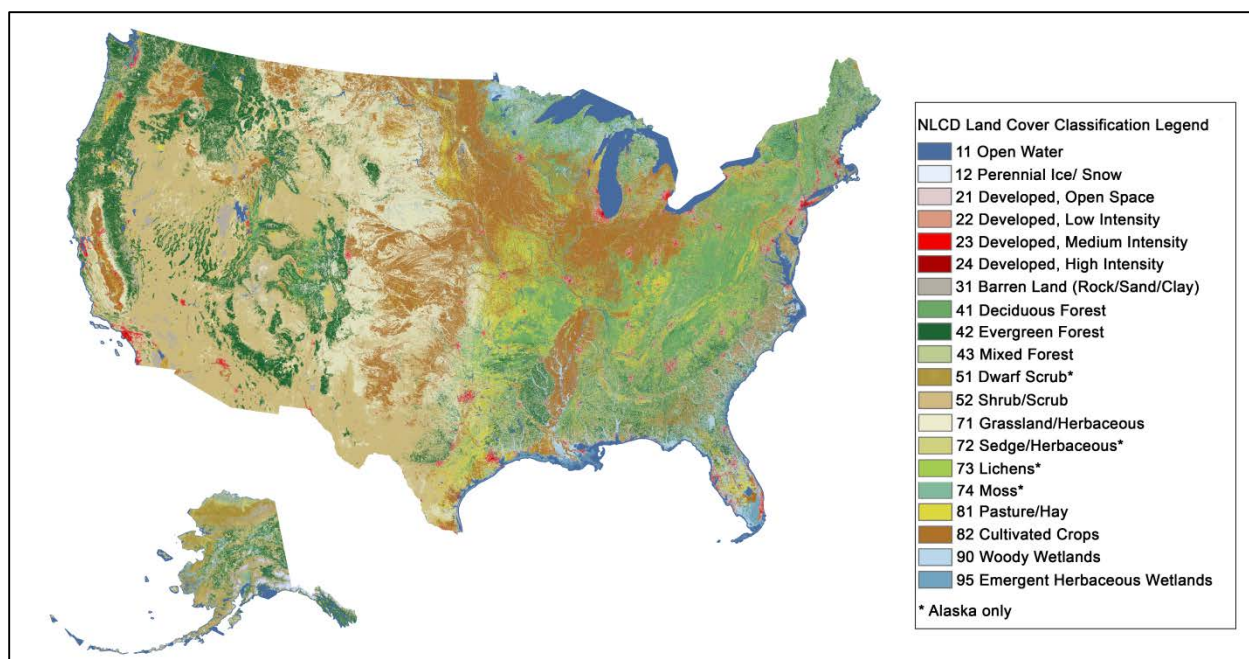 NLCD Land Cover Classification Legend
11 Open Water
12 Perennial Ice/ Snow
21 Developed, Open Space
22 Developed, Low Intensity
23 Developed, Medium Intensity
24 Developed, High Intensity
31 Barren Land (Rock/Sand/Clay)
41 Deciduous Forest
42 Evergreen Forest
43 Mixed Forest
51 Dwarf Scrub*
52 Shrub/Scrub
71 Grassland/Herbaceous
72 Sedge/Herbaceous*
73 Lichens*
74 Moss*
81 Pasture/Hay
82 Cultivated Crops
90 Woody Wetlands
95 Emergent Herbaceous Wetlands
* Alaska only